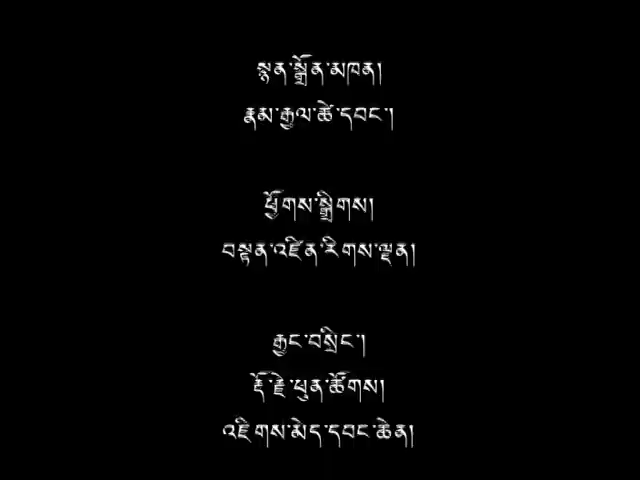 སྙན་སྒྲོན་མཁན།
རྣམ་རྒྱལ་ཚེ་དབང་།
ཕྱོགས་སྒྲིགས།
བསྟན་འཛིན་རིགས་ལྡན།
རྒྱང་བསྲིང་།
རྡོ་རྗེ་ཕུན་ཚོགས།
འཇིགས་མེད་དབང་ཆེན།